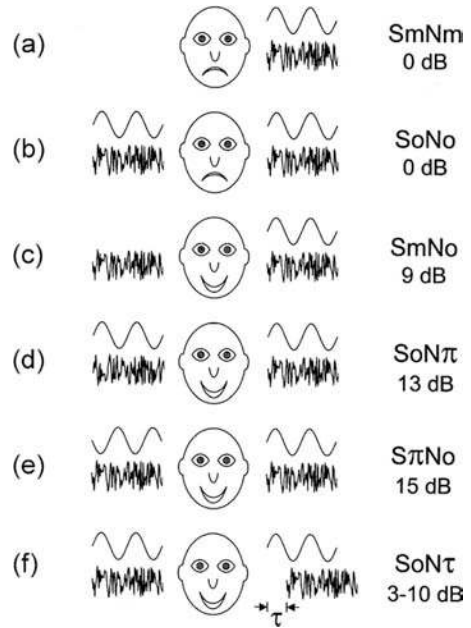 (a) SmNm
0 dB
(b) SoNo
0 dB
(c) SmNo
9 dB
(d) SoNπ
13 dB
(e) SπNo
15 dB
(f) SoNτ
3-10 dB
τ